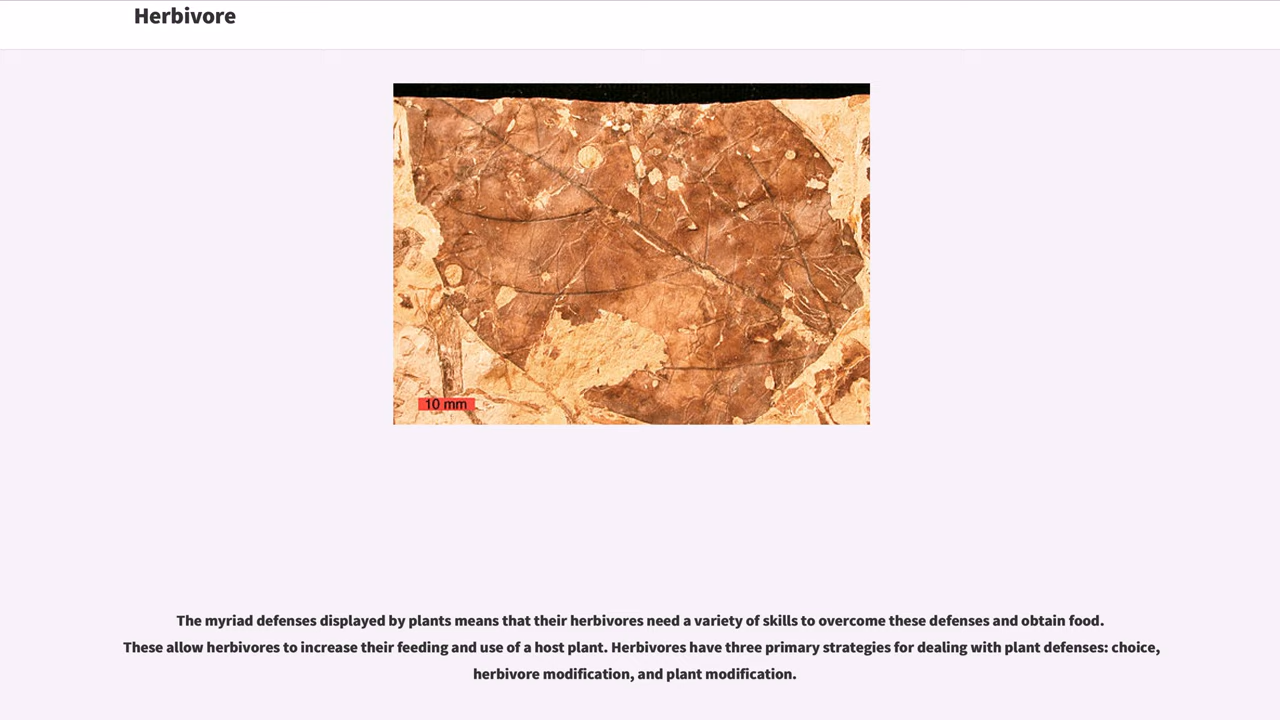 Herbivore
10 mm
The myriad defenses displayed by plants means that their herbivores need a variety of skills to overcome these defenses and obtain food.
These allow herbivores to increase their feeding and use of a host plant. Herbivores have three primary strategies for dealing with plant defenses: choice,
herbivore modification, and plant modification.